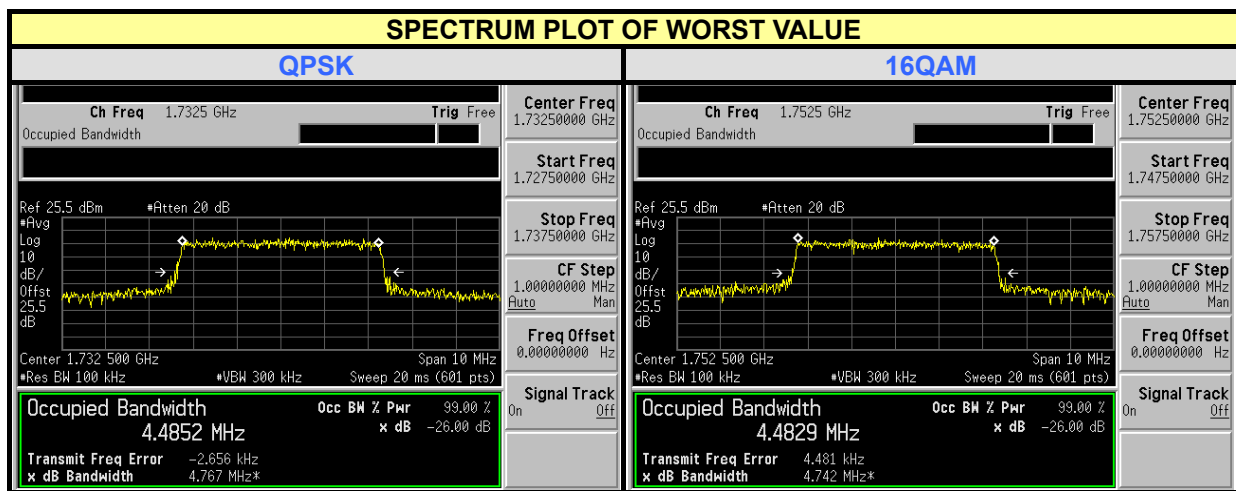 SPECTRUM PLOT OF WORST VALUE
QPSK
Ch Freq 1.7325 GHz Trig Free
Occupied Bandwidth
Ref 25.5 dBm #Atten 20 dB
#Avg
Log
10
dB/
Offst
25.5
dB
Center 1.732 500 GHz Span 10 MHz
#Res BW 100 kHz #VBW 300 kHz Sweep 20 ms (601 pts)
Occupied Bandwidth Occ BW % Pwr 99.00 %
4.4852 MHz x dB -26.00 dB
Transmit Freq Error -2.656 kHz
x dB Bandwidth 4.767 MHz*
Center Freq
1.73250000 GHz
Start Freq
1.72750000 GHz
Stop Freq
1.73750000 GHz
CF Step
1.00000000 MHz
Auto Man
Freq Offset
0.00000000 Hz
Signal Track
On Off
16QAM
Ch Freq 1.7525 GHz Trig Free
Occupied Bandwidth
Ref 25.5 dBm #Atten 20 dB
#Avg
Log
10
dB/
Offst
25.5
dB
Center 1.752 500 GHz Span 10 MHz
#Res BW 100 kHz #VBW 300 kHz Sweep 20 ms (601 pts)
Occupied Bandwidth Occ BW % Pwr 99.00 %
4.4829 MHz x dB -26.00 dB
Transmit Freq Error 4.481 kHz
x dB Bandwidth 4.742 MHz*
Center Freq
1.75250000 GHz
Start Freq
1.74750000 GHz
Stop Freq
1.75750000 GHz
CF Step
1.00000000 MHz
Auto Man
Freq Offset
0.00000000 Hz
Signal Track
On Off